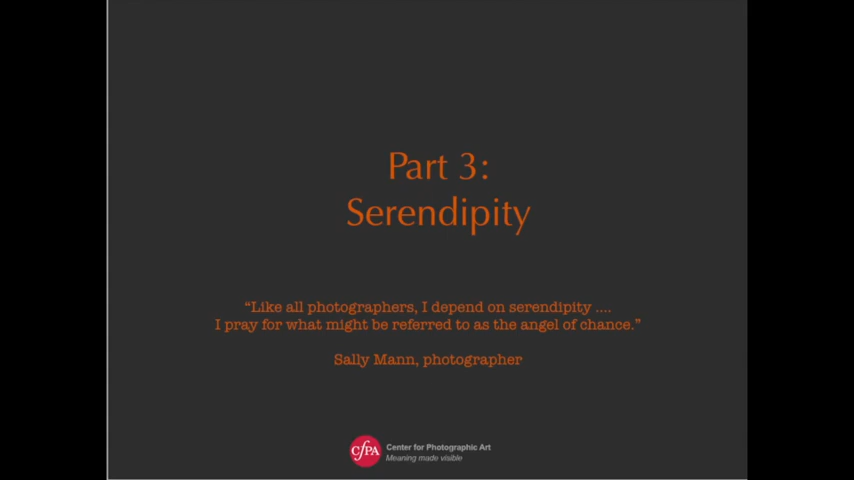 Part 3:
Serendipity
“Like all photographers, I depend on serendipity ....
I pray for what might be referred to as the angel of chance.”
Sally Mann, photographer
CfPA
Center for Photographic Art
Meaning made visible